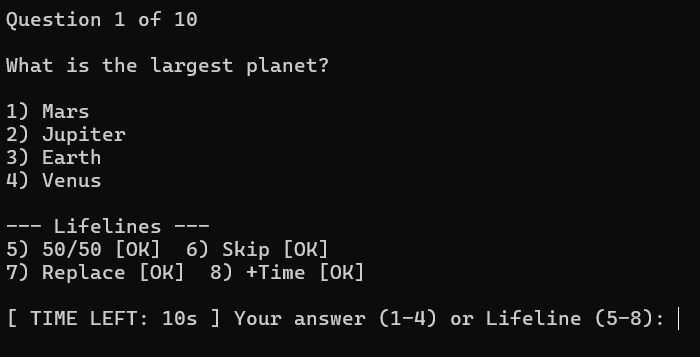 Question 1 of 10
What is the largest planet?
1) Mars
2) Jupiter
3) Earth
4) Venus
--- Lifelines ---
5) 50/50 [OK]  6) Skip [OK]
7) Replace [OK]  8) +Time [OK]
[ TIME LEFT: 10s ] Your answer (1-4) or Lifeline (5-8):